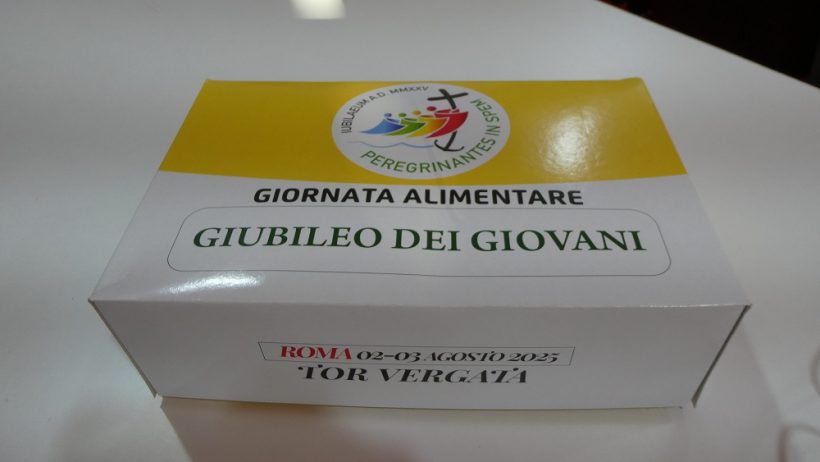 IUBILAEUM A.D. MMXXV
PEREGRINANTES IN SPEM
GIORNATA ALIMENTARE
GIUBILEO DEI GIOVANI
ROMA 02-03 AGOSTO 2025
TOR VERGATA